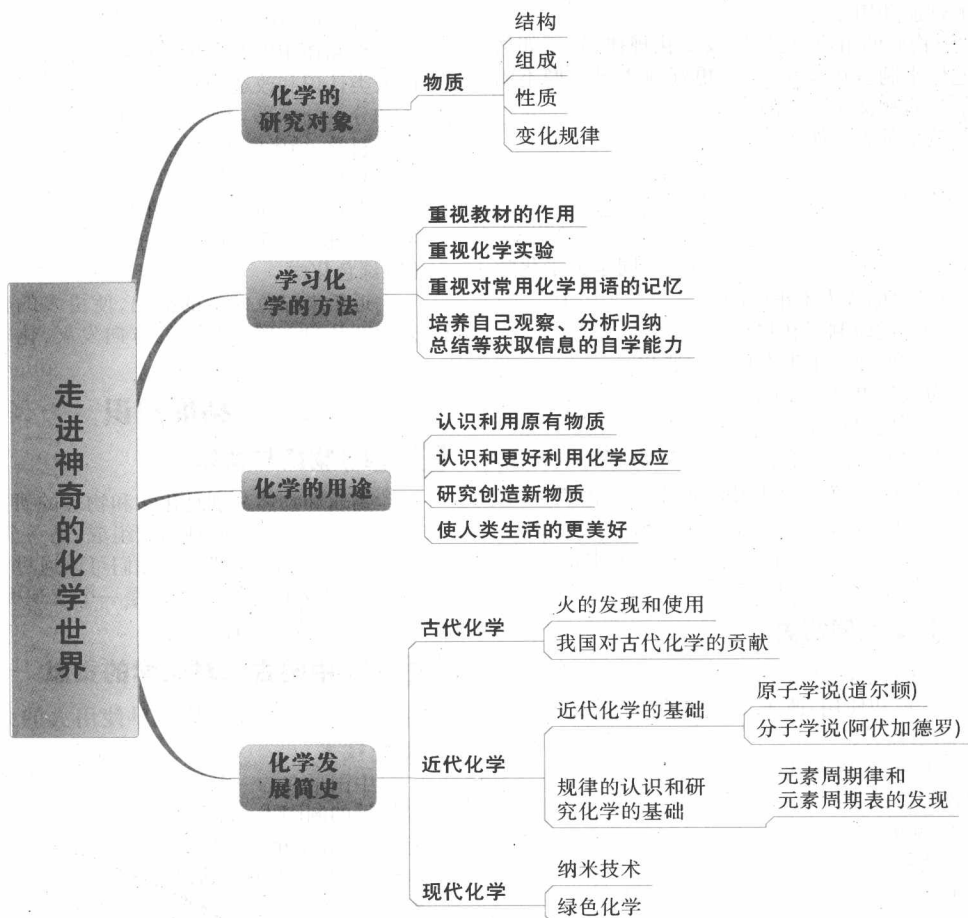 走进神奇的化学世界
化学的
研究对象
物质
结构
组成
性质
变化规律
学习化
学的方法
重视教材的作用
重视化学实验
重视对常用化学用语的记忆
培养自己观察、分析归纳
总结等获取信息的自学能力
化学的用途
认识利用原有物质
认识和更好利用化学反应
研究创造新物质
使人类生活的更美好
化学发
展简史
古代化学
火的发现和使用
我国对古代化学的贡献
近代化学
近代化学的基础
原子学说(道尔顿)
分子学说(阿伏加德罗)
规律的认识和研
究化学的基础
元素周期律和
元素周期表的发现
现代化学
纳米技术
绿色化学